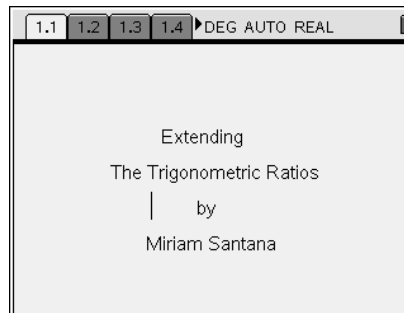 1.1 1.2 1.3 1.4 DEG AUTO REAL
Extending
The Trigonometric Ratios
by
Miriam Santana